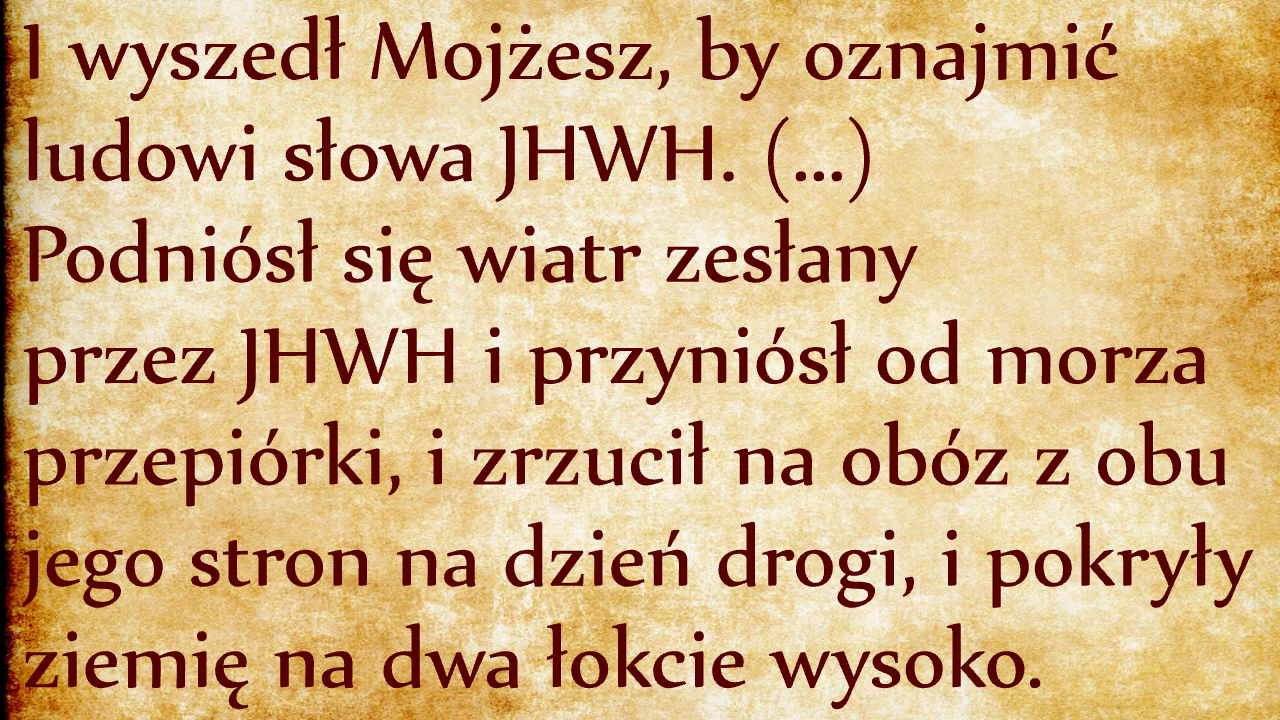 I wyszedł Mojżesz, by oznajmić
ludowi słowa JHWH. (...)
Podniósł się wiatr zesłany
przez JHWH i przyniósł od morza
przepiórki, i zrzucił na obóz z obu
jego stron na dzień drogi, i pokryły
ziemię na dwa łokcie wysoko.